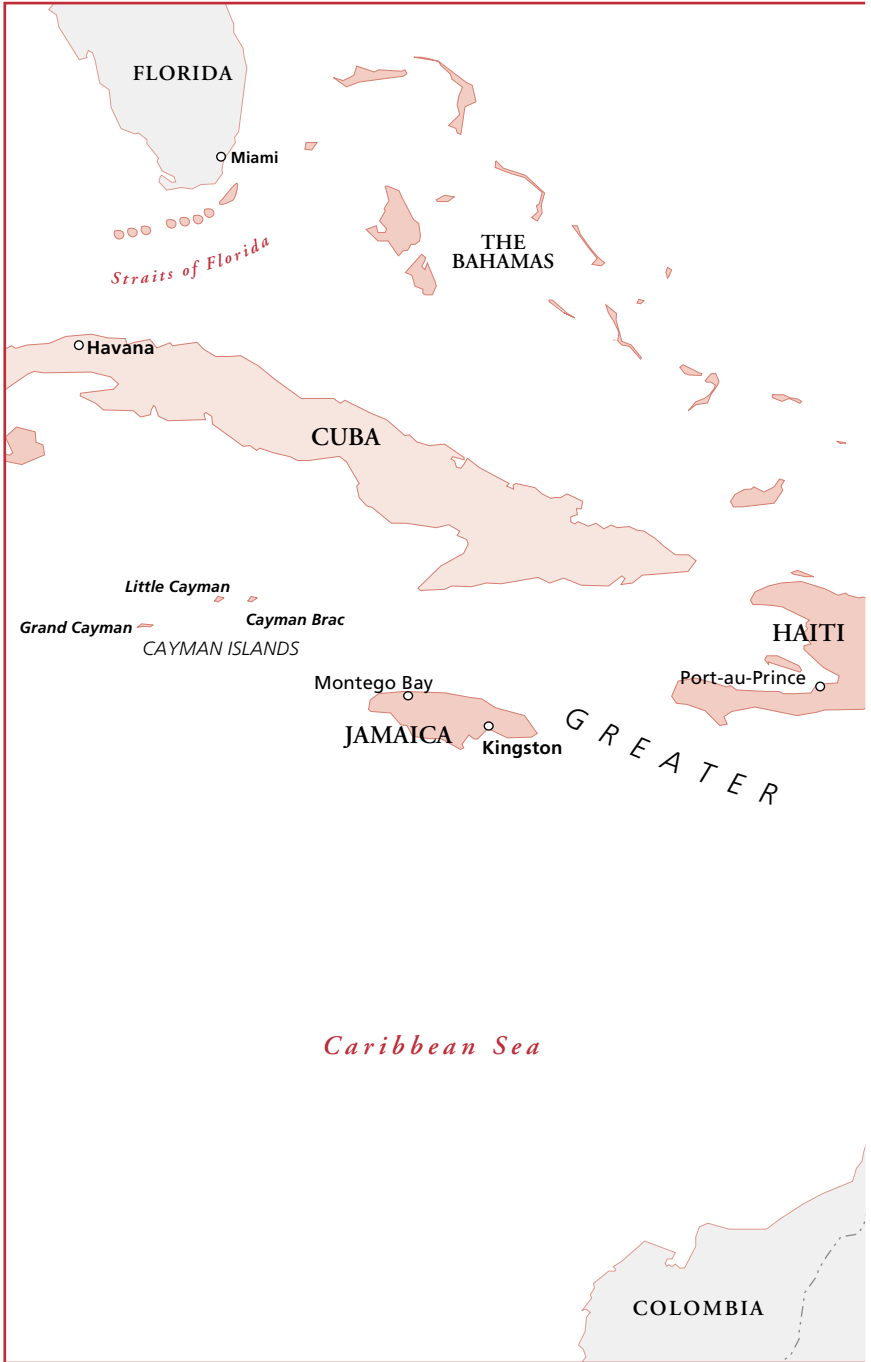 FLORIDA
Miami
Straits of Florida
THE
BAHAMAS
Havana
CUBA
Little Cayman
Cayman Brac
Grand Cayman
CAYMAN ISLANDS
HAITI
Port-au-Prince
Montego Bay
JAMAICA
Kingston
GREATER
Caribbean Sea
COLOMBIA